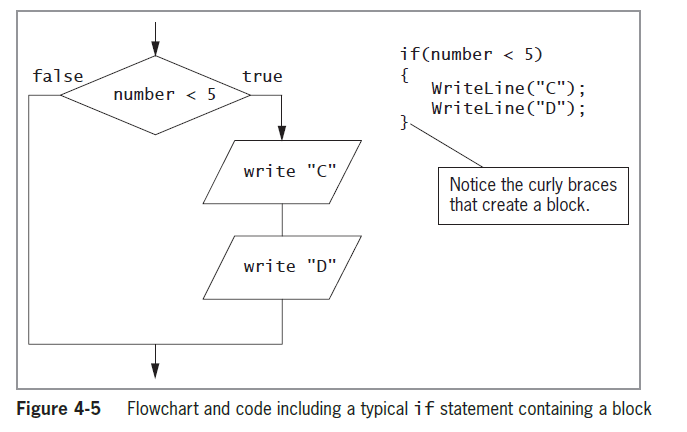 false
true
number < 5
write "C"
write "D"
if(number < 5)
{
WriteLine("C");
WriteLine("D");
}
Notice the curly braces
that create a block.
Figure 4-5 Flowchart and code including a typical if statement containing a block